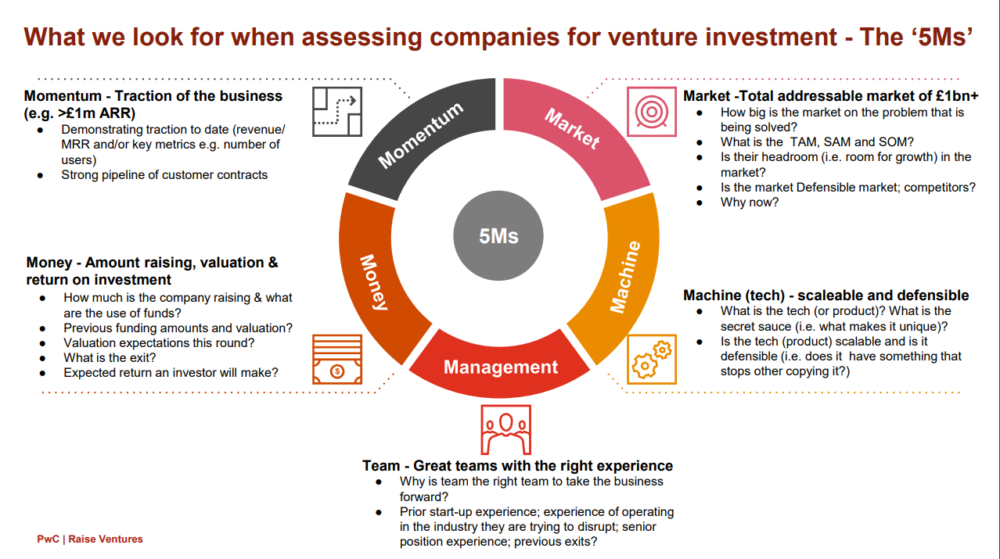 What we look for when assessing companies for venture investment - The ‘5Ms’
Momentum - Traction of the business
(e.g. >£1m ARR)
● Demonstrating traction to date (revenue/
MRR and/or key metrics e.g. number of
users)
● Strong pipeline of customer contracts
Market -Total addressable market of £1bn+
● How big is the market on the problem that is
being solved?
● What is the  TAM, SAM and SOM?
● Is their headroom (i.e. room for growth) in the
market?
● Is the market Defensible market; competitors?
● Why now?
Momentum
Market
5Ms
Money
Machine
Management
Money - Amount raising, valuation &
return on investment
● How much is the company raising & what
are the use of funds?
● Previous funding amounts and valuation?
● Valuation expectations this round?
● What is the exit?
● Expected return an investor will make?
$
Machine (tech) - scaleable and defensible
● What is the tech (or product)? What is the
secret sauce (i.e. what makes it unique)?
● Is the tech (product) scalable and is it
defensible (i.e. does it  have something that
stops other copying it?)
Team - Great teams with the right experience
● Why is team the right team to take the business
forward?
● Prior start-up experience; experience of operating
in the industry they are trying to disrupt; senior
position experience; previous exits?
PwC | Raise Ventures